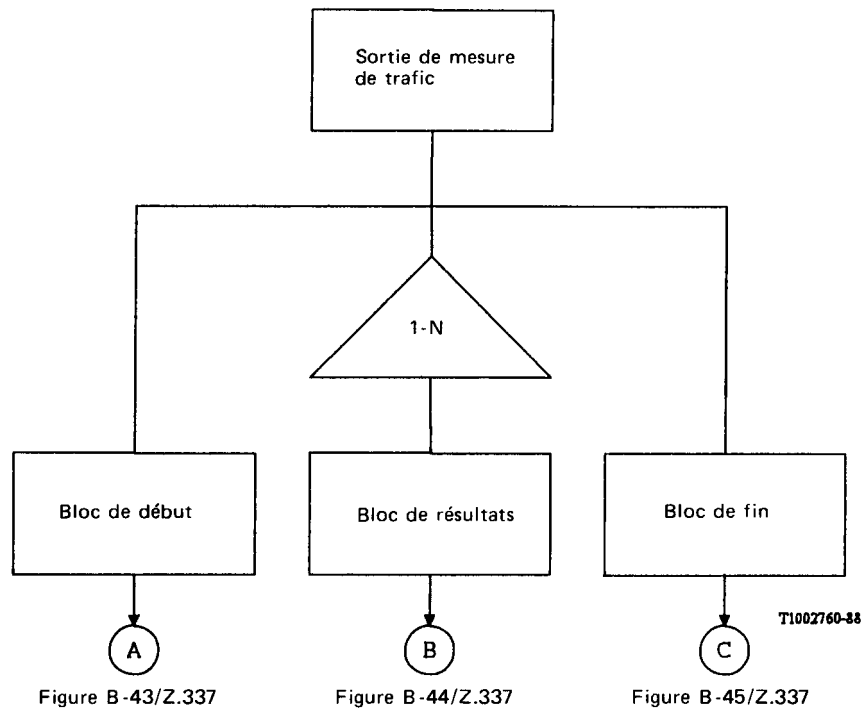 Sortie de mesure
de trafic
1-N
Bloc de début
Bloc de résultats
Bloc de fin
T1002760-88
A
B
C
Figure B-43/Z.337
Figure B-44/Z.337
Figure B-45/Z.337